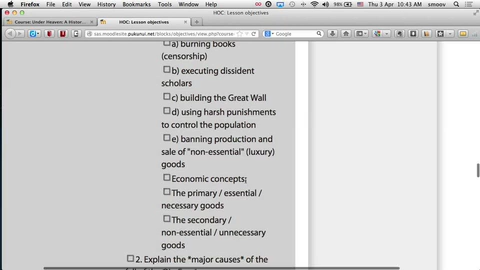 Firefox File Edit View History Bookmarks Tools Window Help
Thu 3 Apr 10:43 AM smoov
HOC: Lesson objectives
Course: Under Heaven: A Histor...
HOC: Lesson objectives
sas.moodlesite.pukunui.net/blocks/objectives/view.php?course
Google
a) burning books
(censorship)
b) executing dissident
scholars
c) building the Great Wall
d) using harsh punishments
to control the population
e) banning production and
sale of "non-essential" (luxury)
goods
Economic concepts;
The primary / essential /
necessary goods
The secondary /
non-essential / unnecessary
goods
2. Explain the *major causes* of the